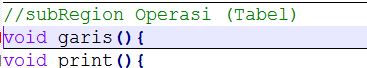 //subRegion Operasi (Tabel)
void garis(){
void print(){